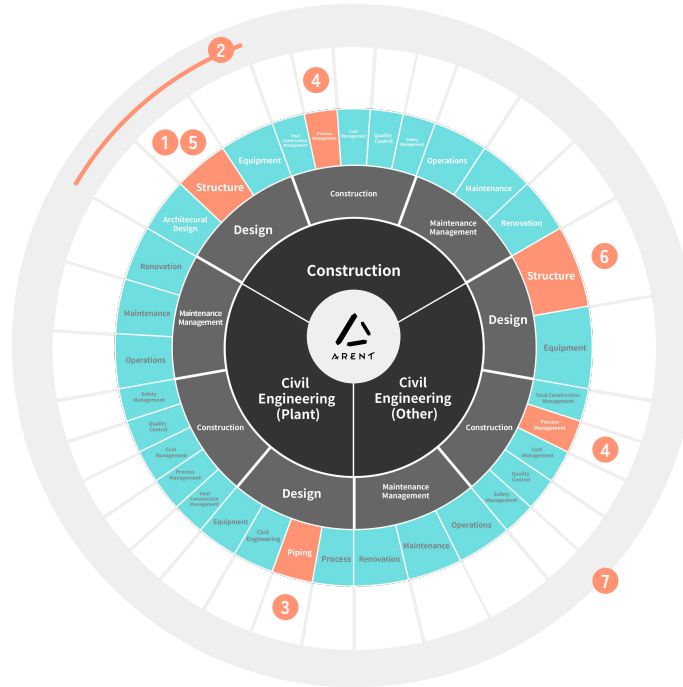 2
4
1
5
6
4
7
3
Construction
Civil
Engineering
(Plant)
Civil
Engineering
(Other)
ARENT
Design
Construction
Maintenance
Management
Design
Construction
Maintenance
Management
Design
Construction
Maintenance
Management
Architecural
Design
Structure
Equipment
Total
Construction
Management
Process
Management
Cost
Management
Quality
Control
Safety
Management
Operations
Maintenance
Renovation
Structure
Equipment
Total Construction
Management
Process
Management
Cost
Management
Quality
Control
Safety
Management
Operations
Maintenance
Renovation
Process
Piping
Civil
Engineering
Equipment
Total
Construction
Management
Process
Management
Cost
Management
Quality
Control
Safety
Management
Operations
Maintenance
Renovation